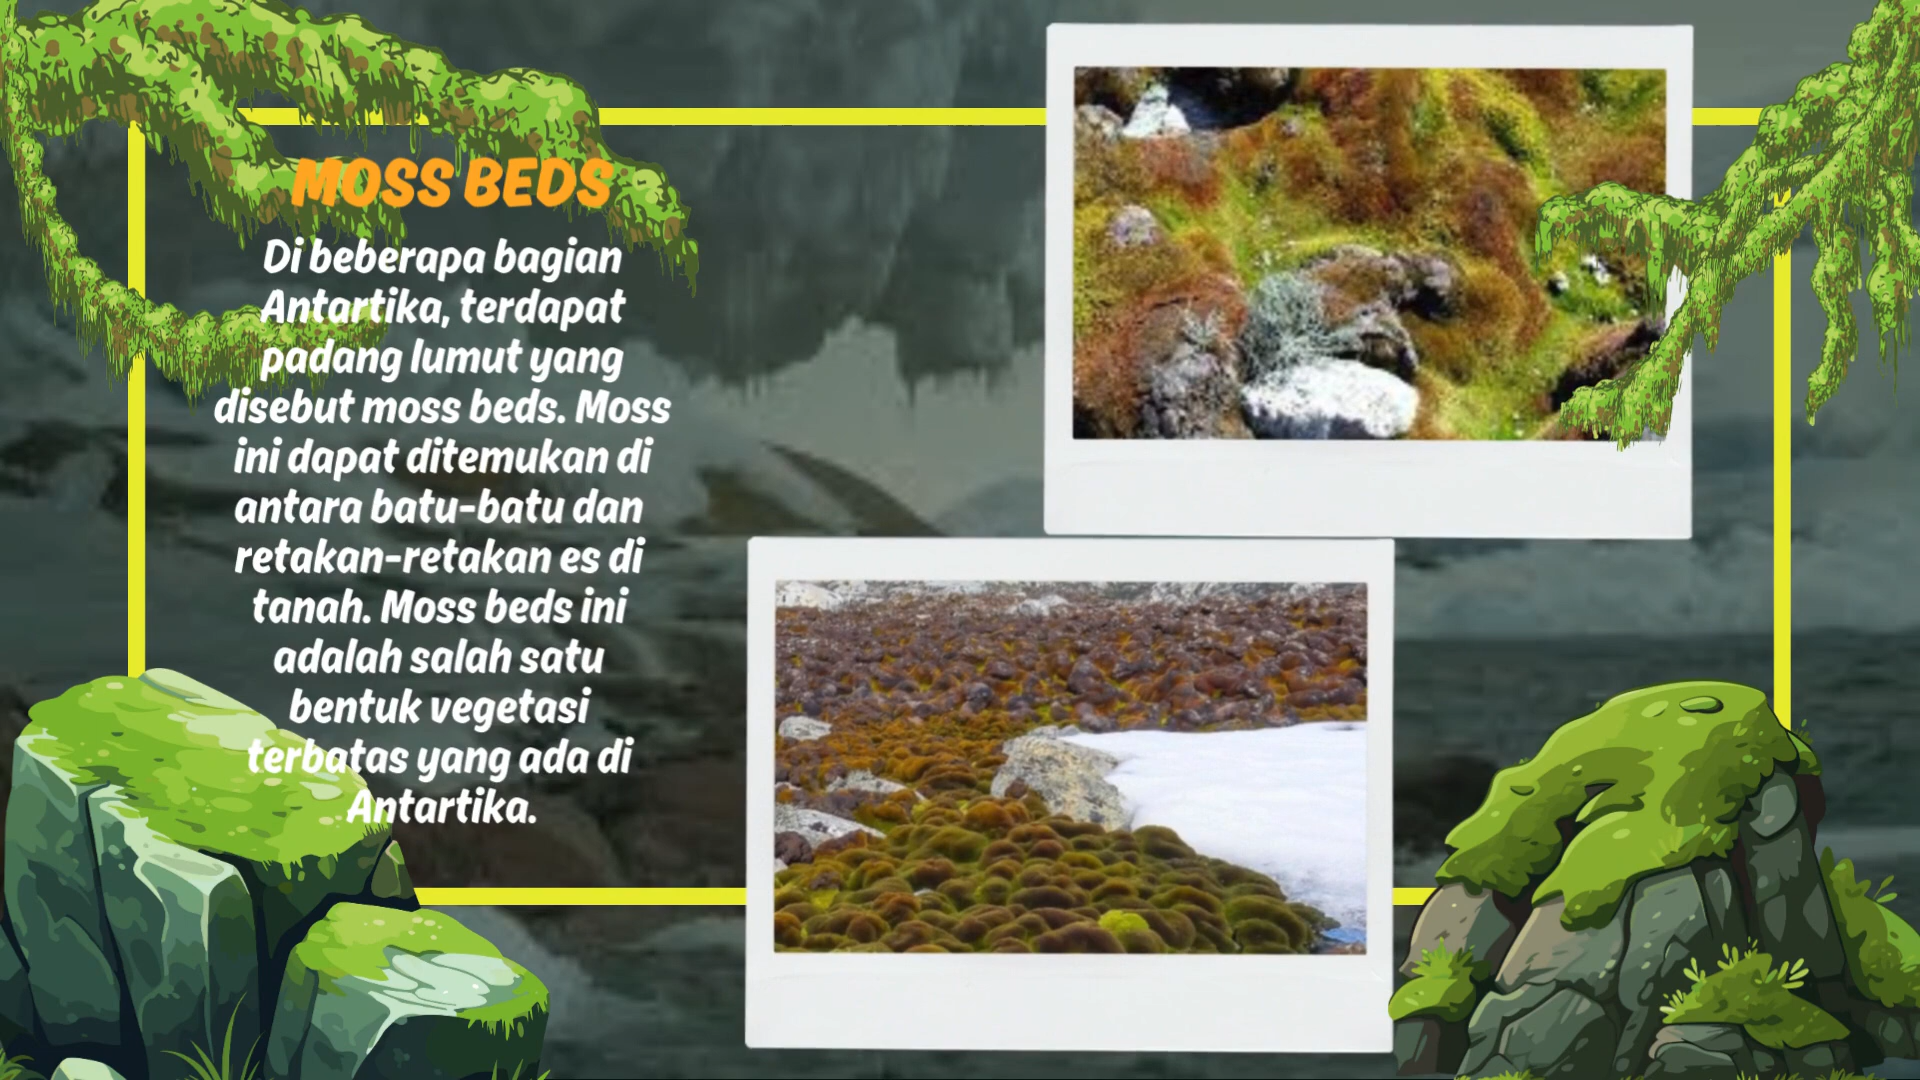 MOSS BEDS
Di beberapa bagian
Antartika, terdapat
padang lumut yang
disebut moss beds. Moss
ini dapat ditemukan di
antara batu-batu dan
retakan-retakan es di
tanah. Moss beds ini
adalah salah satu
bentuk vegetasi
terbatas yang ada di
Antartika.